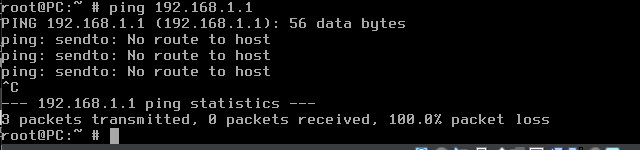 root@PC:~ # ping 192.168.1.1
PING 192.168.1.1 (192.168.1.1): 56 data bytes
ping: sendto: No route to host
ping: sendto: No route to host
ping: sendto: No route to host
^C
--- 192.168.1.1 ping statistics ---
3 packets transmitted, 0 packets received, 100.0% packet loss
root@PC:~ #